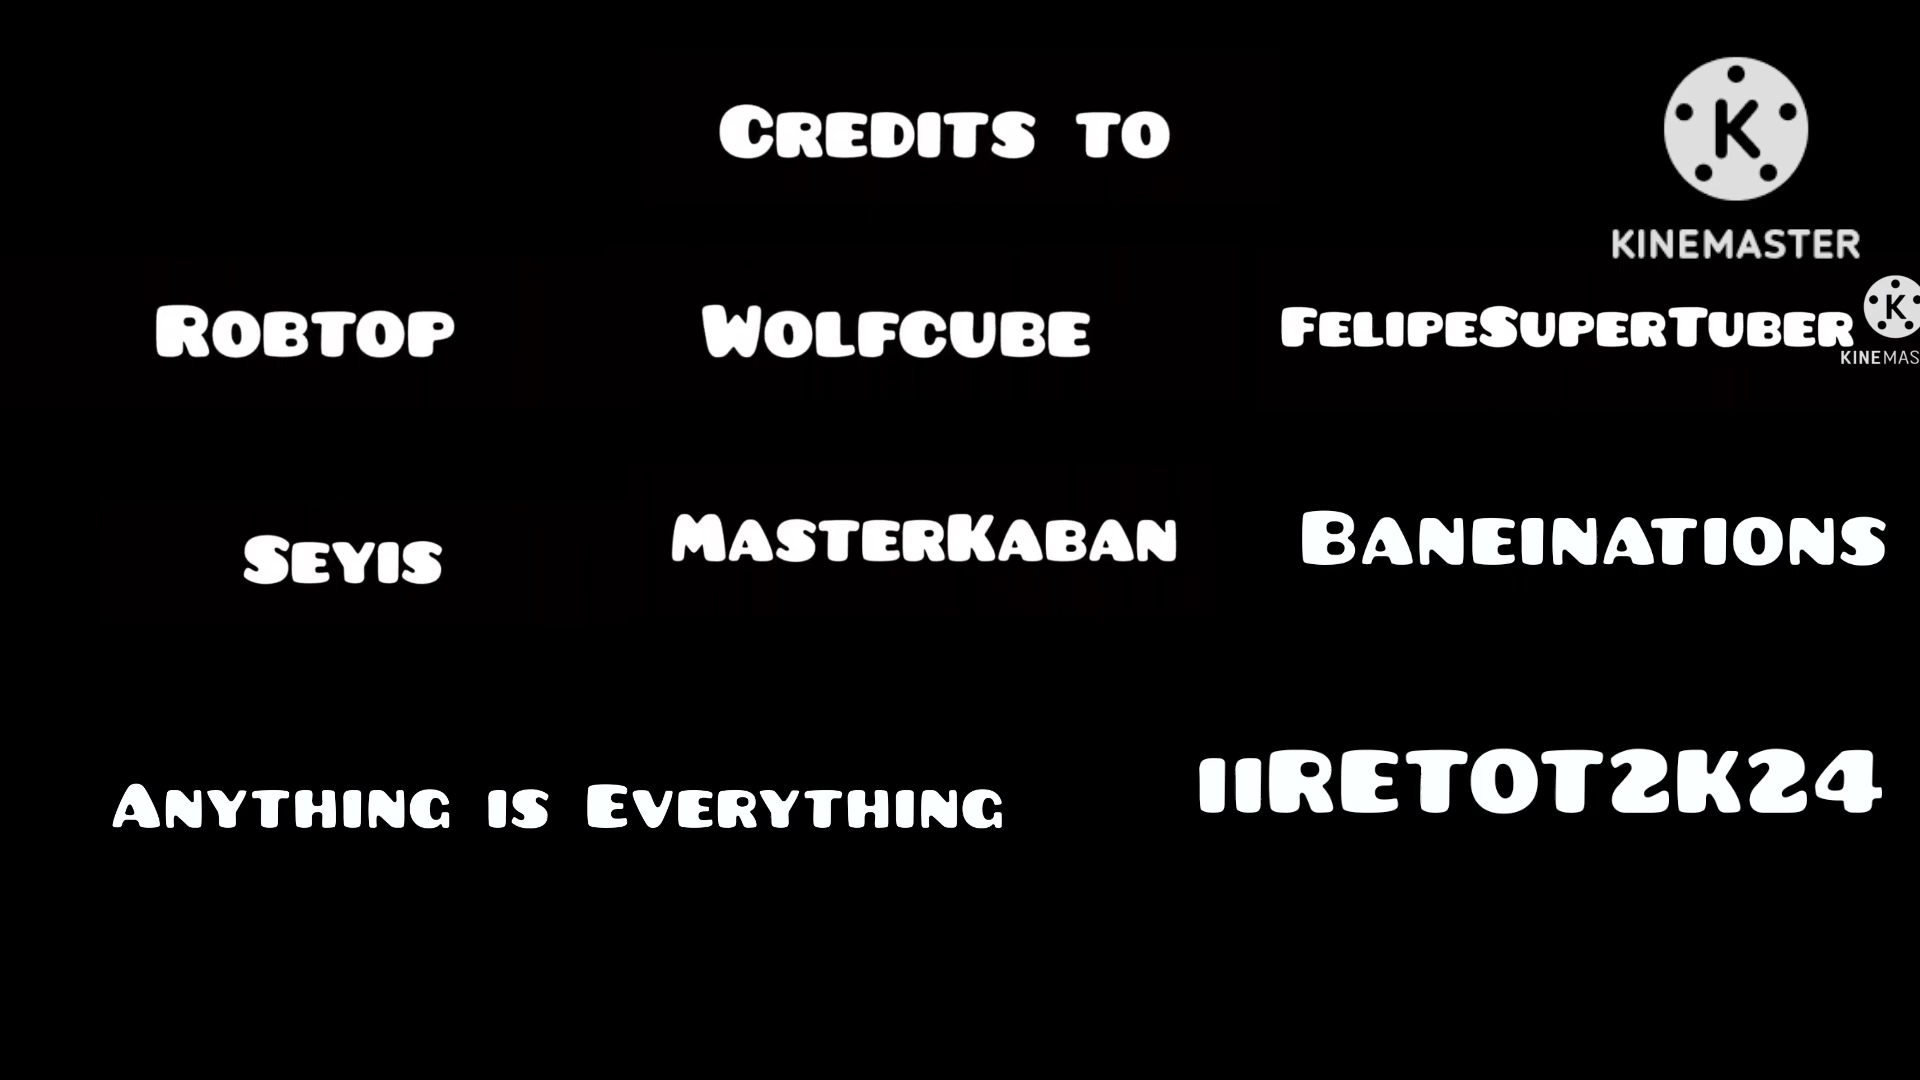 Credits to
K
KINEMASTER
Robtop Wolfcube FelipeSuperTuber
K
KINEMAS
Seyis MasterKaban Baneinations
Anything is Everything iiRETOT2K24